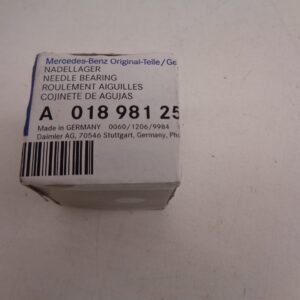 Mercedes-Benz Original-Teile/Ge
NADELLAGER
NEEDLE BEARING
ROULEMENT AIGUILLES
COJINETE DE AGUJAS
A 018 981 25
Made in GERMANY 0060/1206/9984
Daimler AG, 70546 Stuttgart, Germany, Pho